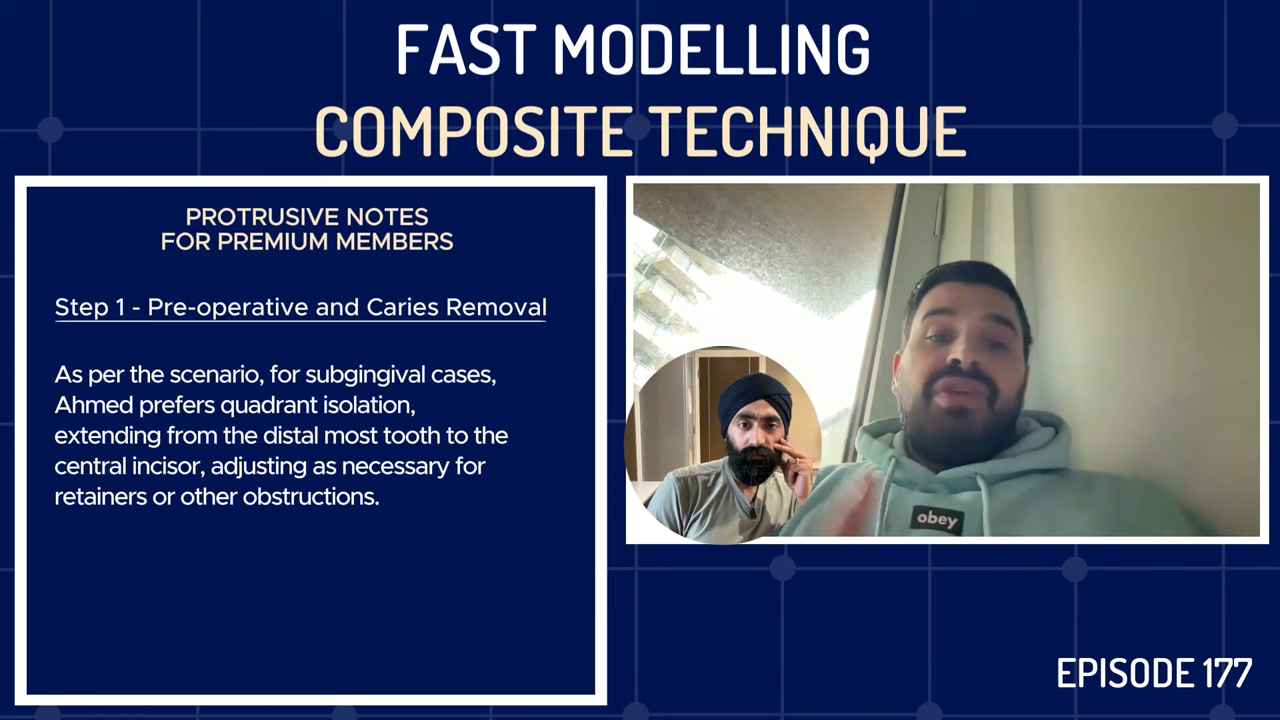 FAST MODELLING
COMPOSITE TECHNIQUE
PROTRUSIVE NOTES
FOR PREMIUM MEMBERS
Step 1 - Pre-operative and Caries Removal
As per the scenario, for subgingival cases,
Ahmed prefers quadrant isolation,
extending from the distal most tooth to the
central incisor, adjusting as necessary for
retainers or other obstructions.
obey
EPISODE 177